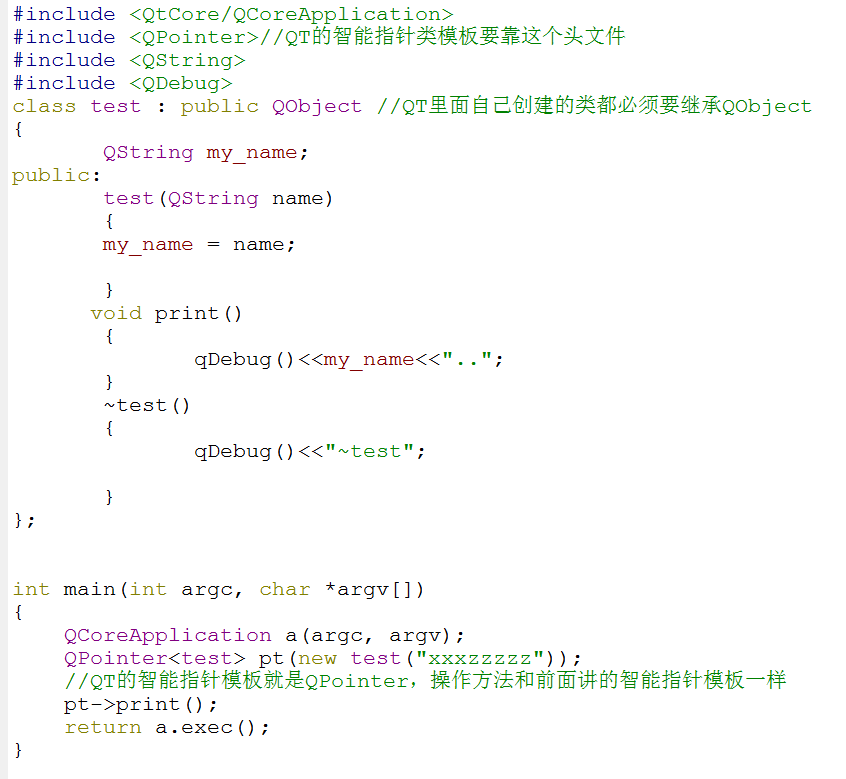 #include <QtCore/QCoreApplication>
#include <QPointer>//QT的智能指针类模板要靠这个头文件
#include <QString>
#include <QDebug>
class test : public QObject //QT里面自己创建的类都必须要继承QObject
{
QString my_name;
public:
test(QString name)
{
my_name = name;
}
void print()
{
qDebug()<<my_name<<"..";
}
~test()
{
qDebug()<<"~test";
}
};
int main(int argc, char *argv[])
{
QCoreApplication a(argc, argv);
QPointer<test> pt(new test("xxxzzzzz"));
//QT的智能指针模板就是QPointer，操作方法和前面讲的智能指针模板一样
pt->print();
return a.exec();
}